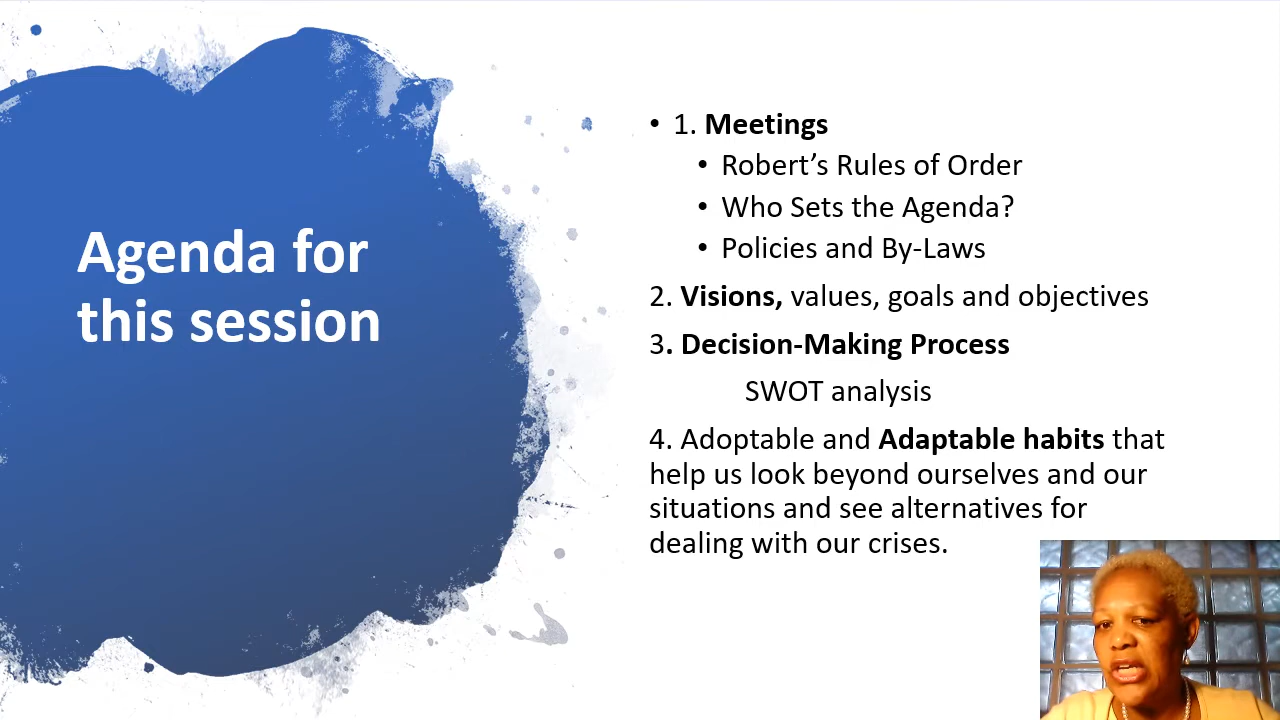 Agenda for
this session
• 1. Meetings
• Robert’s Rules of Order
• Who Sets the Agenda?
• Policies and By-Laws
2. Visions, values, goals and objectives
3. Decision-Making Process
SWOT analysis
4. Adoptable and Adaptable habits that
help us look beyond ourselves and our
situations and see alternatives for
dealing with our crises.